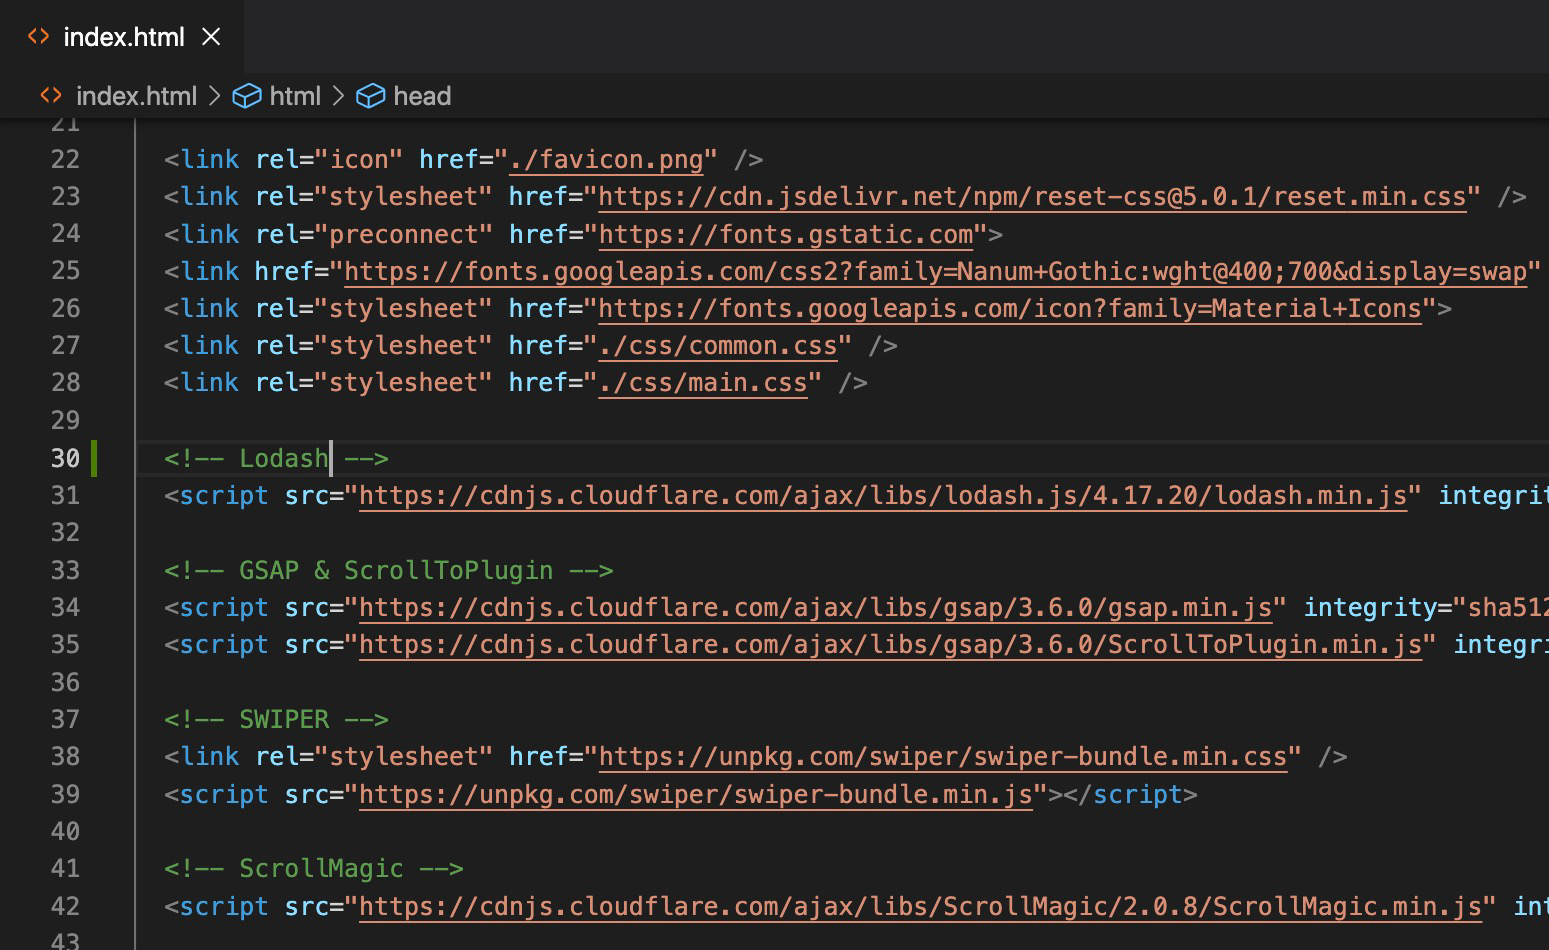 index.html
index.html > html > head
21
22 <link rel="icon" href="./favicon.png" />
23 <link rel="stylesheet" href="https://cdn.jsdelivr.net/npm/reset-css@5.0.1/reset.min.css" />
24 <link rel="preconnect" href="https://fonts.gstatic.com">
25 <link href="https://fonts.googleapis.com/css2?family=Nanum+Gothic:wght@400;700&display=swap"
26 <link rel="stylesheet" href="https://fonts.googleapis.com/icon?family=Material+Icons">
27 <link rel="stylesheet" href="./css/common.css" />
28 <link rel="stylesheet" href="./css/main.css" />
29
30 <!-- Lodash -->
31 <script src="https://cdnjs.cloudflare.com/ajax/libs/lodash.js/4.17.20/lodash.min.js" integrit
32
33 <!-- GSAP & ScrollToPlugin -->
34 <script src="https://cdnjs.cloudflare.com/ajax/libs/gsap/3.6.0/gsap.min.js" integrity="sha512
35 <script src="https://cdnjs.cloudflare.com/ajax/libs/gsap/3.6.0/ScrollToPlugin.min.js" integri
36
37 <!-- SWIPER -->
38 <link rel="stylesheet" href="https://unpkg.com/swiper/swiper-bundle.min.css" />
39 <script src="https://unpkg.com/swiper/swiper-bundle.min.js"></script>
40
41 <!-- ScrollMagic -->
42 <script src="https://cdnjs.cloudflare.com/ajax/libs/ScrollMagic/2.0.8/ScrollMagic.min.js" int
43